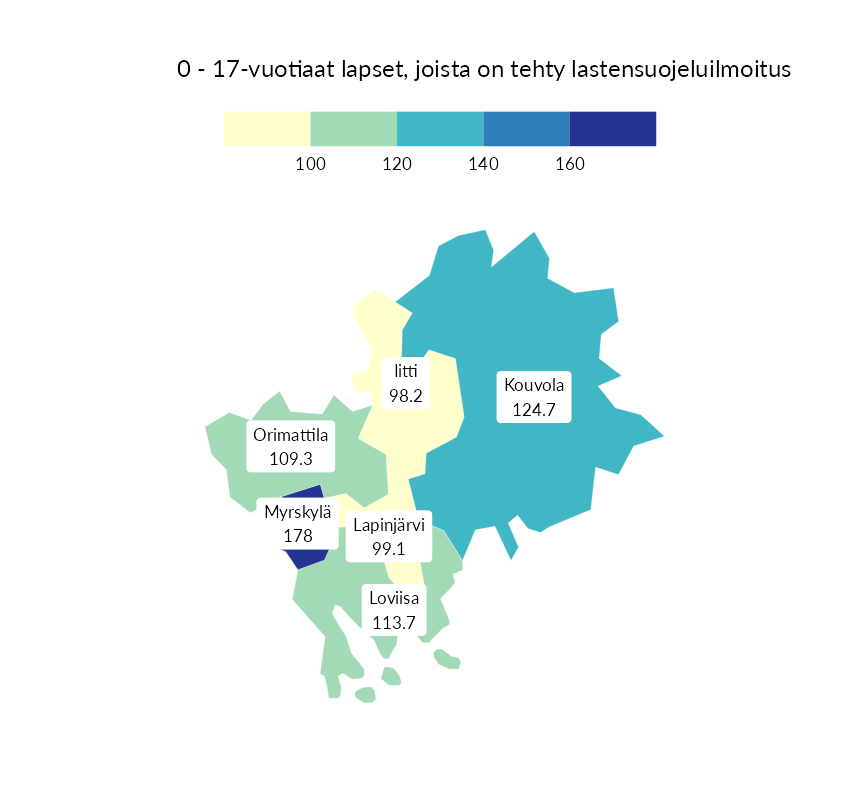 0 - 17-vuotiaat lapset, joista on tehty lastensuojeluilmoitus
100 120 140 160
Iitti
98.2
Kouvola
124.7
Orimattila
109.3
Myrskylä
178
Lapinjärvi
99.1
Loviisa
113.7